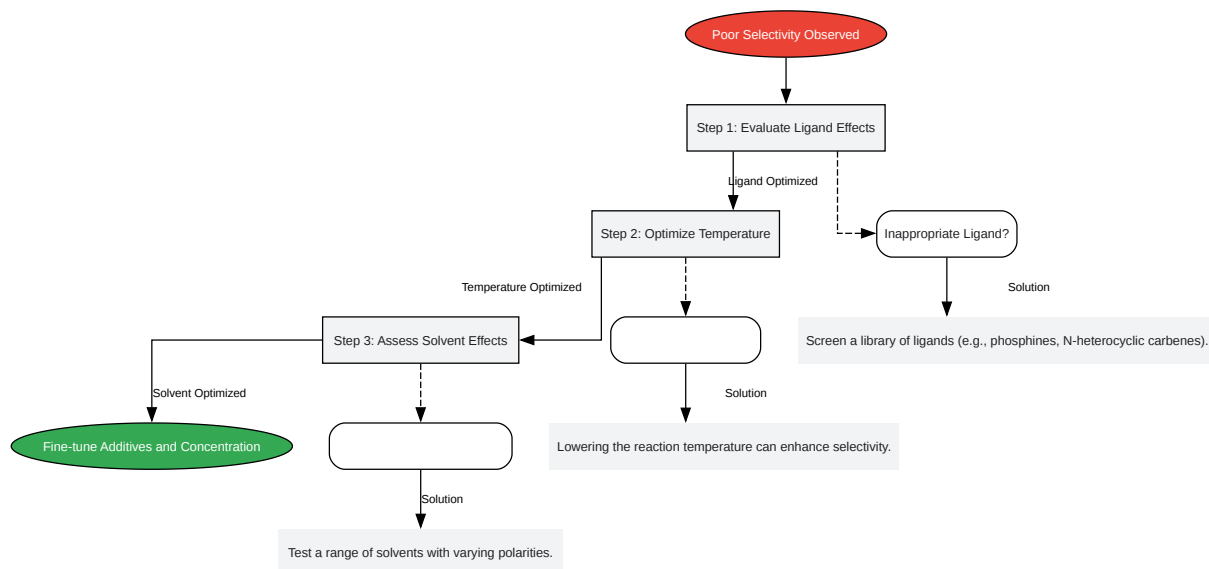 Poor Selectivity Observed
Step 1: Evaluate Ligand Effects
Ligand Optimized
Step 2: Optimize Temperature
Inappropriate Ligand?
Temperature Optimized
Solution
Step 3: Assess Solvent Effects
Screen a library of ligands (e.g., phosphines, N-heterocyclic carbenes).
Solvent Optimized
Solution
Fine-tune Additives and Concentration
Lowering the reaction temperature can enhance selectivity.
Solution
Test a range of solvents with varying polarities.